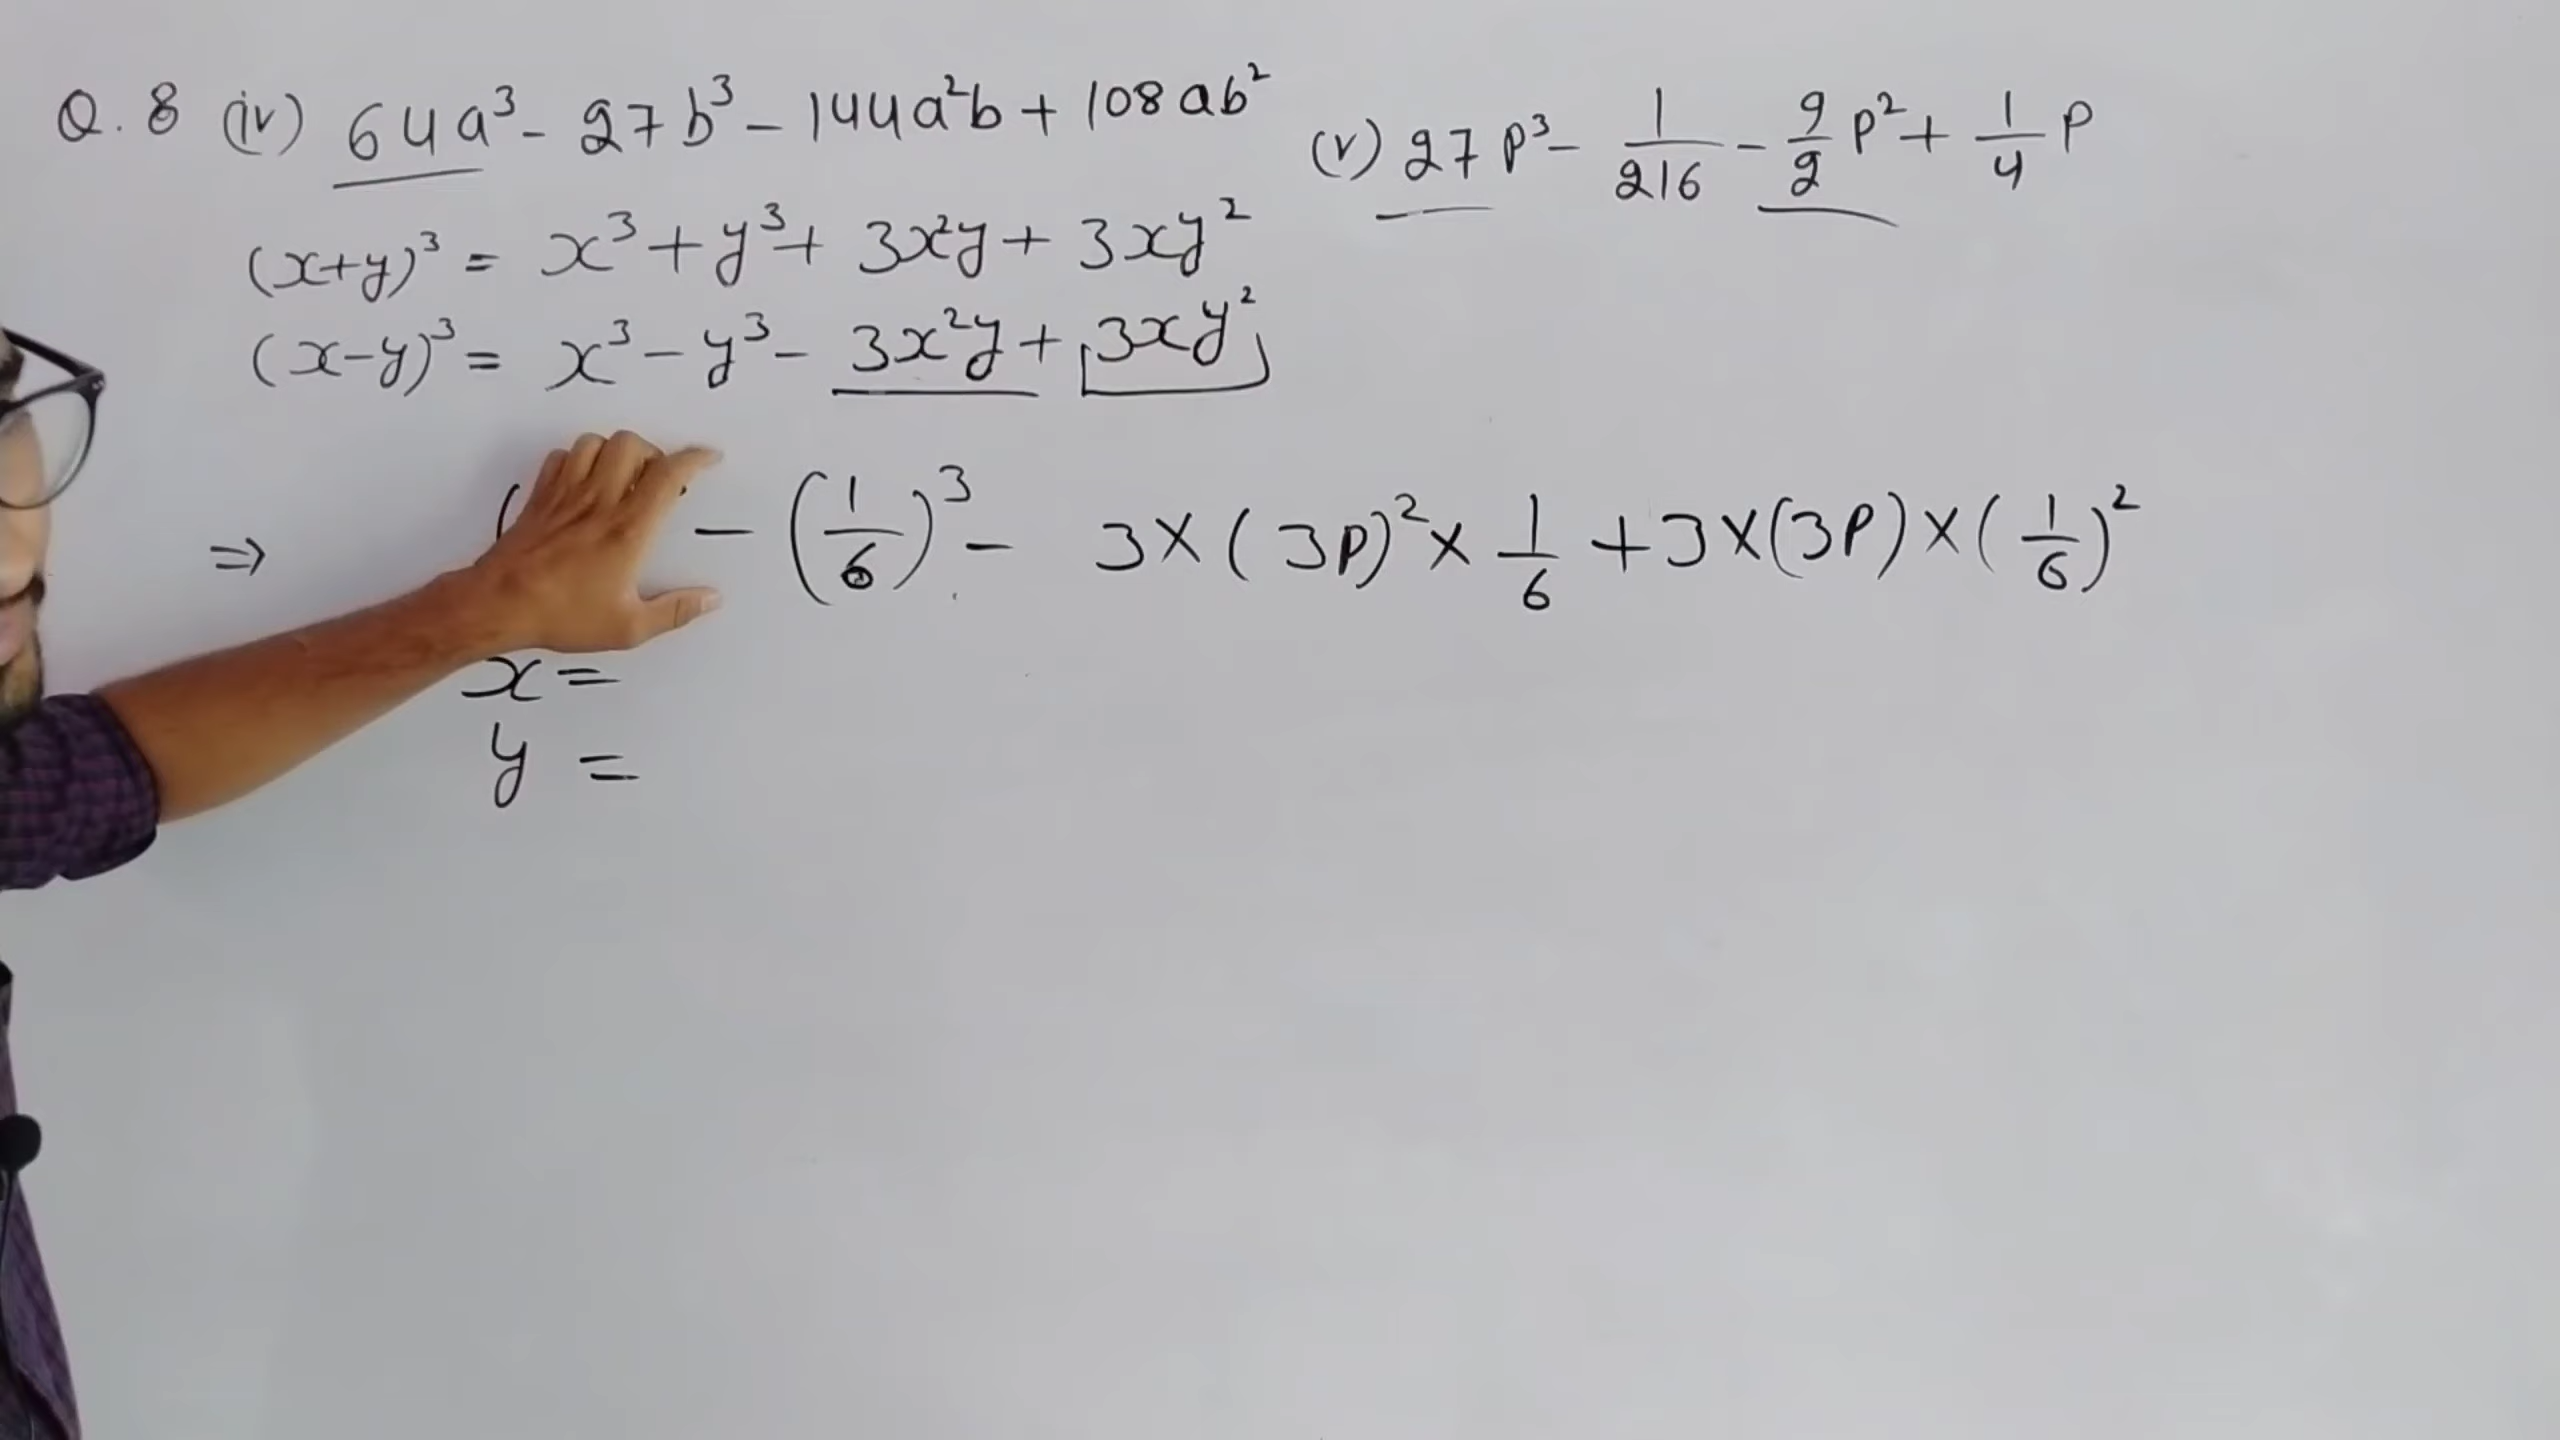 Q. 8 (iv) 64a³ - 27b³ - 144a²b + 108ab²
(v) 27p³ - 1/216 - 9/2 p² + 1/4 p
(x+y)³ = x³ + y³ + 3x²y + 3xy²
(x-y)³ = x³ - y³ - 3x²y + 3xy²
⇒ ( - (1/6)³ - 3×(3p)² × 1/6 + 3×(3p)×(1/6)²
x =
y =